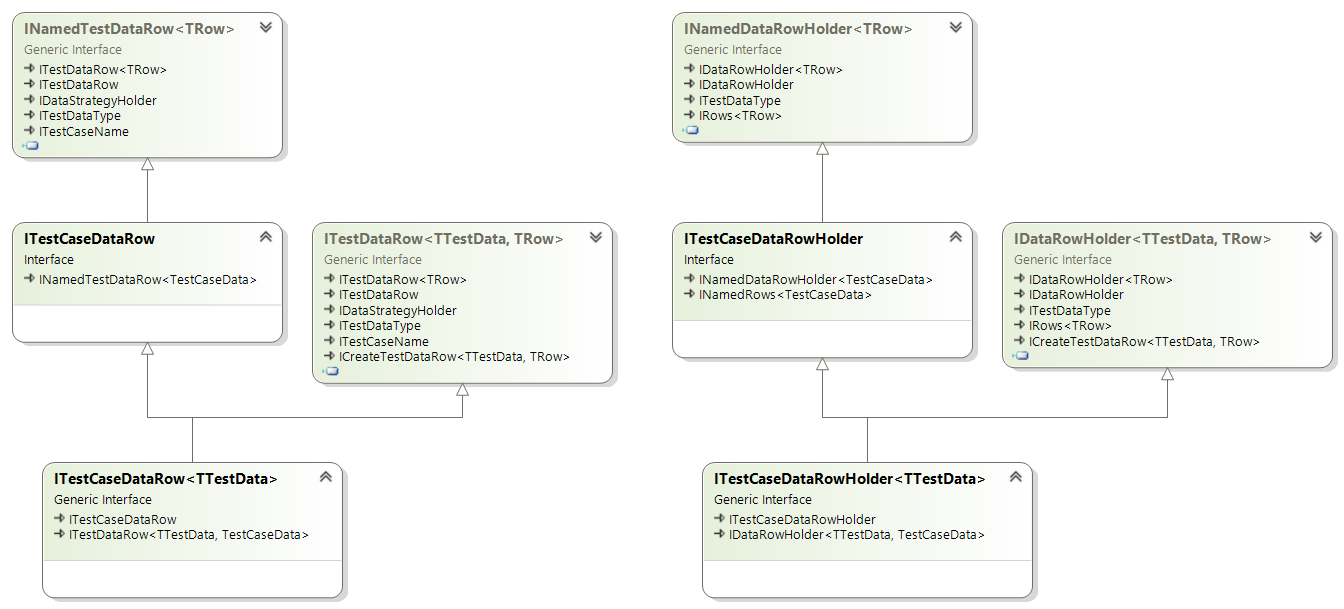 INamedTestDataRow<TRow>
Generic Interface
ITestDataRow<TRow>
ITestDataRow
IDataStrategyHolder
ITestDataType
ITestCaseName
INamedDataRowHolder<TRow>
Generic Interface
IDataRowHolder<TRow>
IDataRowHolder
ITestDataType
IRows<TRow>
ITestCaseDataRow
Interface
INamedTestDataRow<TestCaseData>
ITestDataRow<TTestData, TRow>
Generic Interface
ITestDataRow<TRow>
ITestDataRow
IDataStrategyHolder
ITestDataType
ITestCaseName
ICreateTestDataRow<TTestData, TRow>
ITestCaseDataRowHolder
Interface
INamedDataRowHolder<TestCaseData>
INamedRows<TestCaseData>
IDataRowHolder<TTestData, TRow>
Generic Interface
IDataRowHolder<TRow>
IDataRowHolder
ITestDataType
IRows<TRow>
ICreateTestDataRow<TTestData, TRow>
ITestCaseDataRow<TTestData>
Generic Interface
ITestCaseDataRow
ITestDataRow<TTestData, TestCaseData>
ITestCaseDataRowHolder<TTestData>
Generic Interface
ITestCaseDataRowHolder
IDataRowHolder<TTestData, TestCaseData>